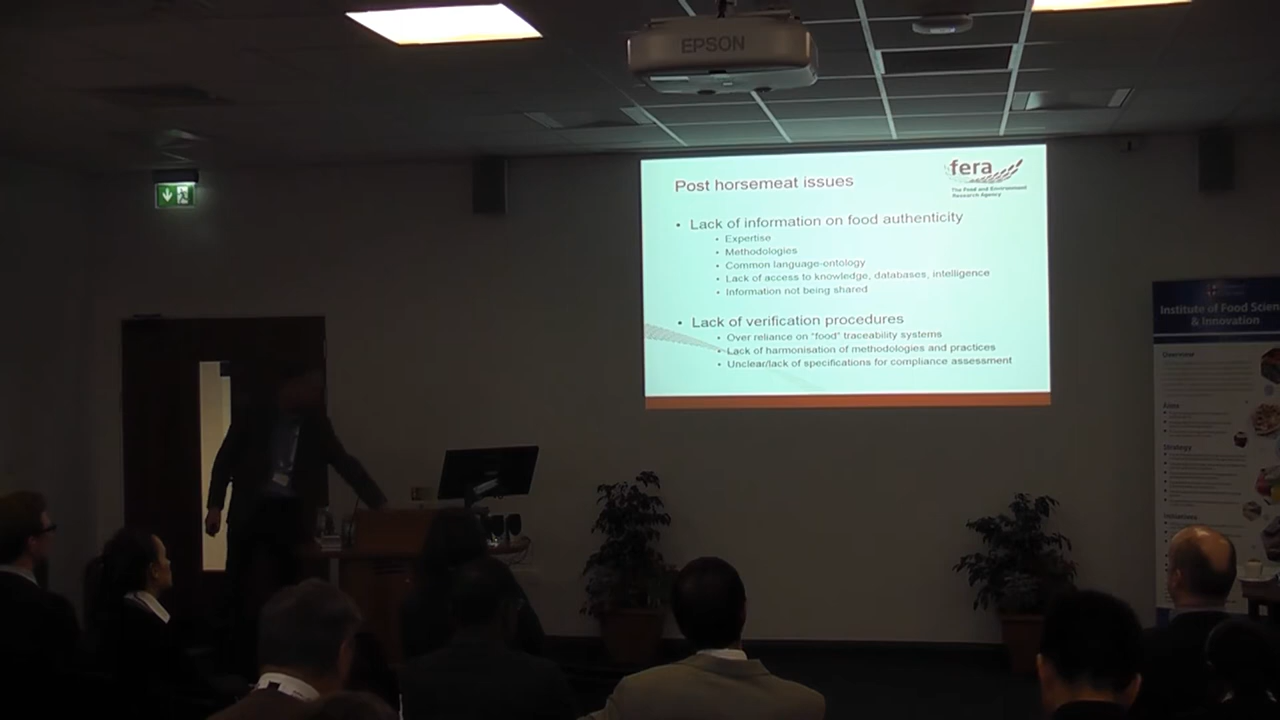 EPSON
Post horsemeat issues
fera
The Food and Environment
Research Agency
• Lack of information on food authenticity
• Expertise
• Methodologies
• Common language-ontology
• Lack of access to knowledge, databases, intelligence
• Information not being shared
• Lack of verification procedures
• Over reliance on "food" traceability systems
• Lack of harmonisation of methodologies and practices
• Unclear/lack of specifications for compliance assessment
Institute of Food Scien
& Innovation
Overview
Aims
Strategy
Initiatives